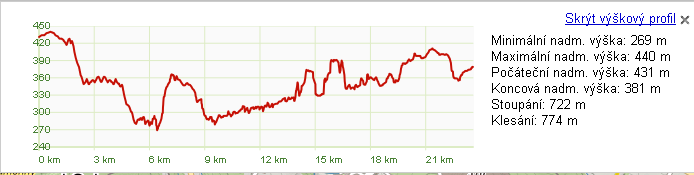 Skrýt výškový profil
450
420
390
360
330
300
270
240
0 km 3 km 6 km 9 km 12 km 15 km 18 km 21 km
Minimální nadm. výška: 269 m
Maximální nadm. výška: 440 m
Počáteční nadm. výška: 431 m
Koncová nadm. výška: 381 m
Stoupání: 722 m
Klesání: 774 m